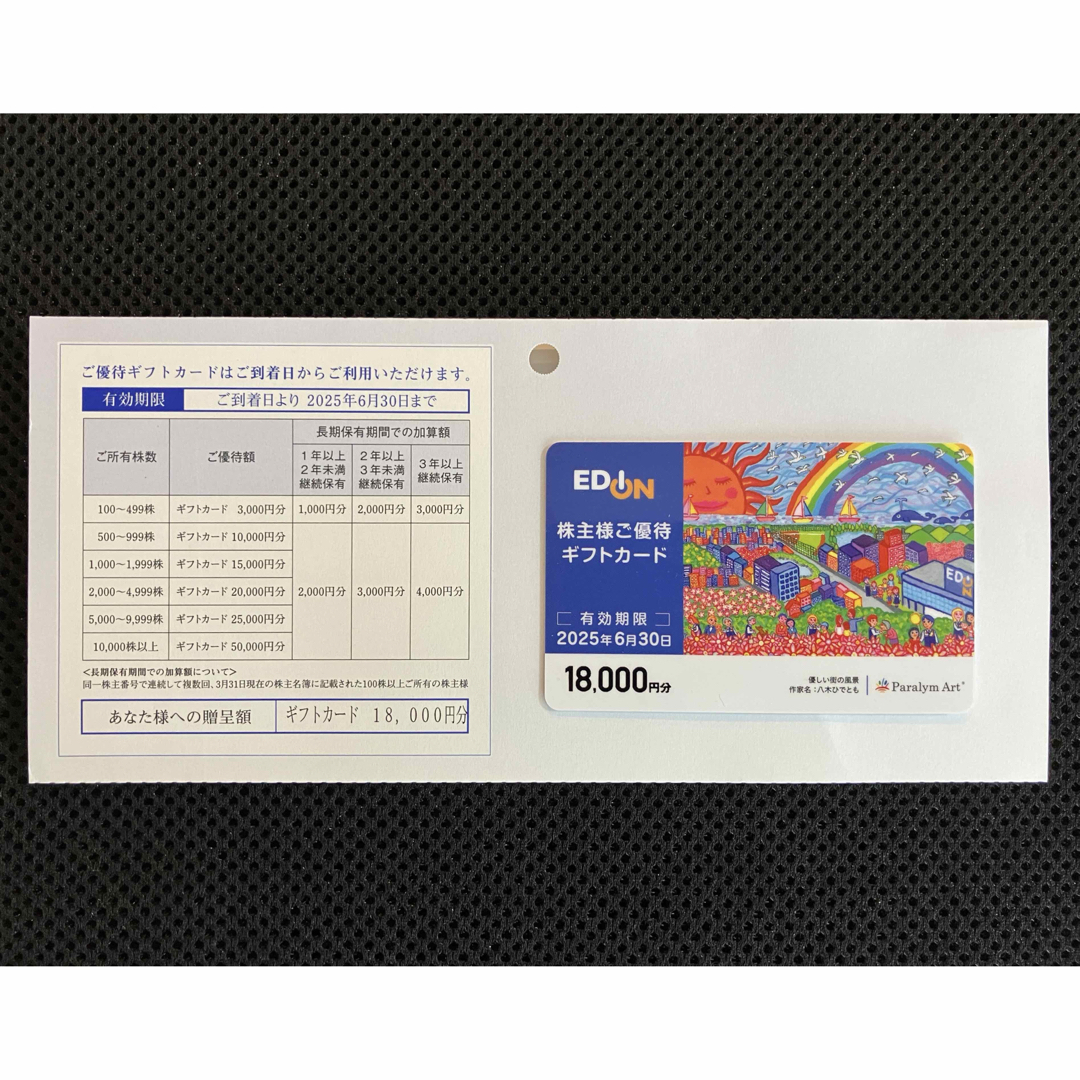 ご優待ギフトカードはご到着日からご利用いただけます。
有効期限 ご到着日より 2025年6月30日まで
ご所有株数 ご優待額 長期保有期間での加算額
1年以上 2年未満 継続保有 2年以上 3年未満 継続保有 3年以上 継続保有
100〜499株 ギフトカード 3,000円分 1,000円分 2,000円分 3,000円分
500〜999株 ギフトカード 10,000円分
1,000〜1,999株 ギフトカード 15,000円分
2,000〜4,999株 ギフトカード 20,000円分 2,000円分 3,000円分 4,000円分
5,000〜9,999株 ギフトカード 25,000円分
10,000株以上 ギフトカード 50,000円分
<長期保有期間での加算額について>
同一株主番号で連続して複数回、3月31日現在の株主名簿に記載された100株以上ご所有の株主様
あなた様への贈呈額 ギフトカード 18,000円分
EDION
株主様ご優待
ギフトカード
有効期限
2025年6月30日
18,000円分
優しい街の風景
作家名：八木ひでとも
Paralym Art®
EDION